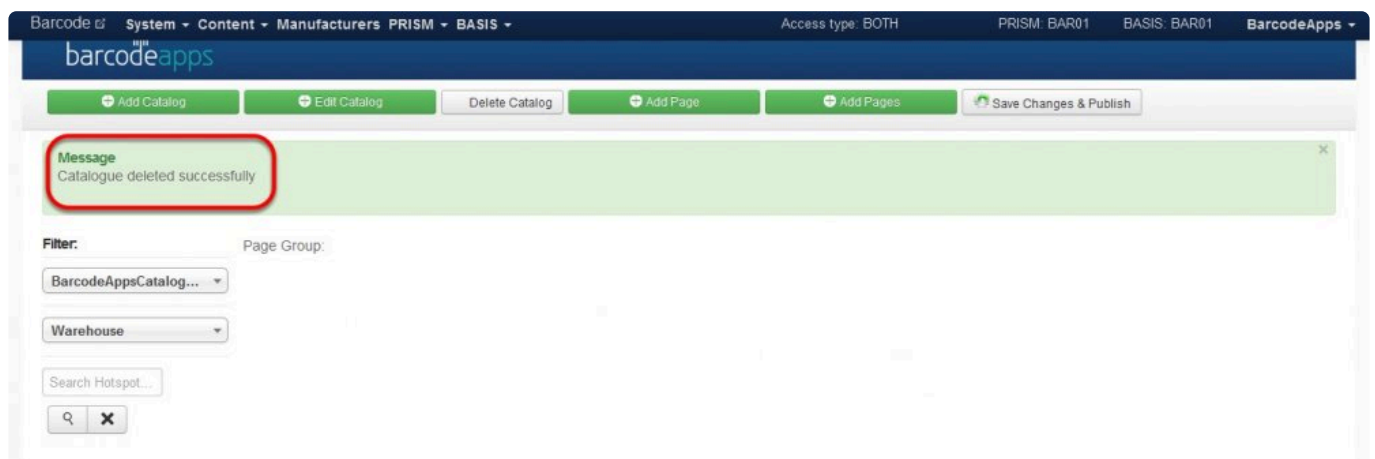 Barcode System Content Manufacturers PRISM BASIS Access type: BOTH PRISM: BAR01 BASIS: BAR01 BarcodeApps
barcodeapps
Add Catalog Edit Catalog Delete Catalog Add Page Add Pages Save Changes & Publish
Message
Catalogue deleted successfully
Filter: Page Group:
BarcodeAppsCatalog...
Warehouse
Search Hotspot...